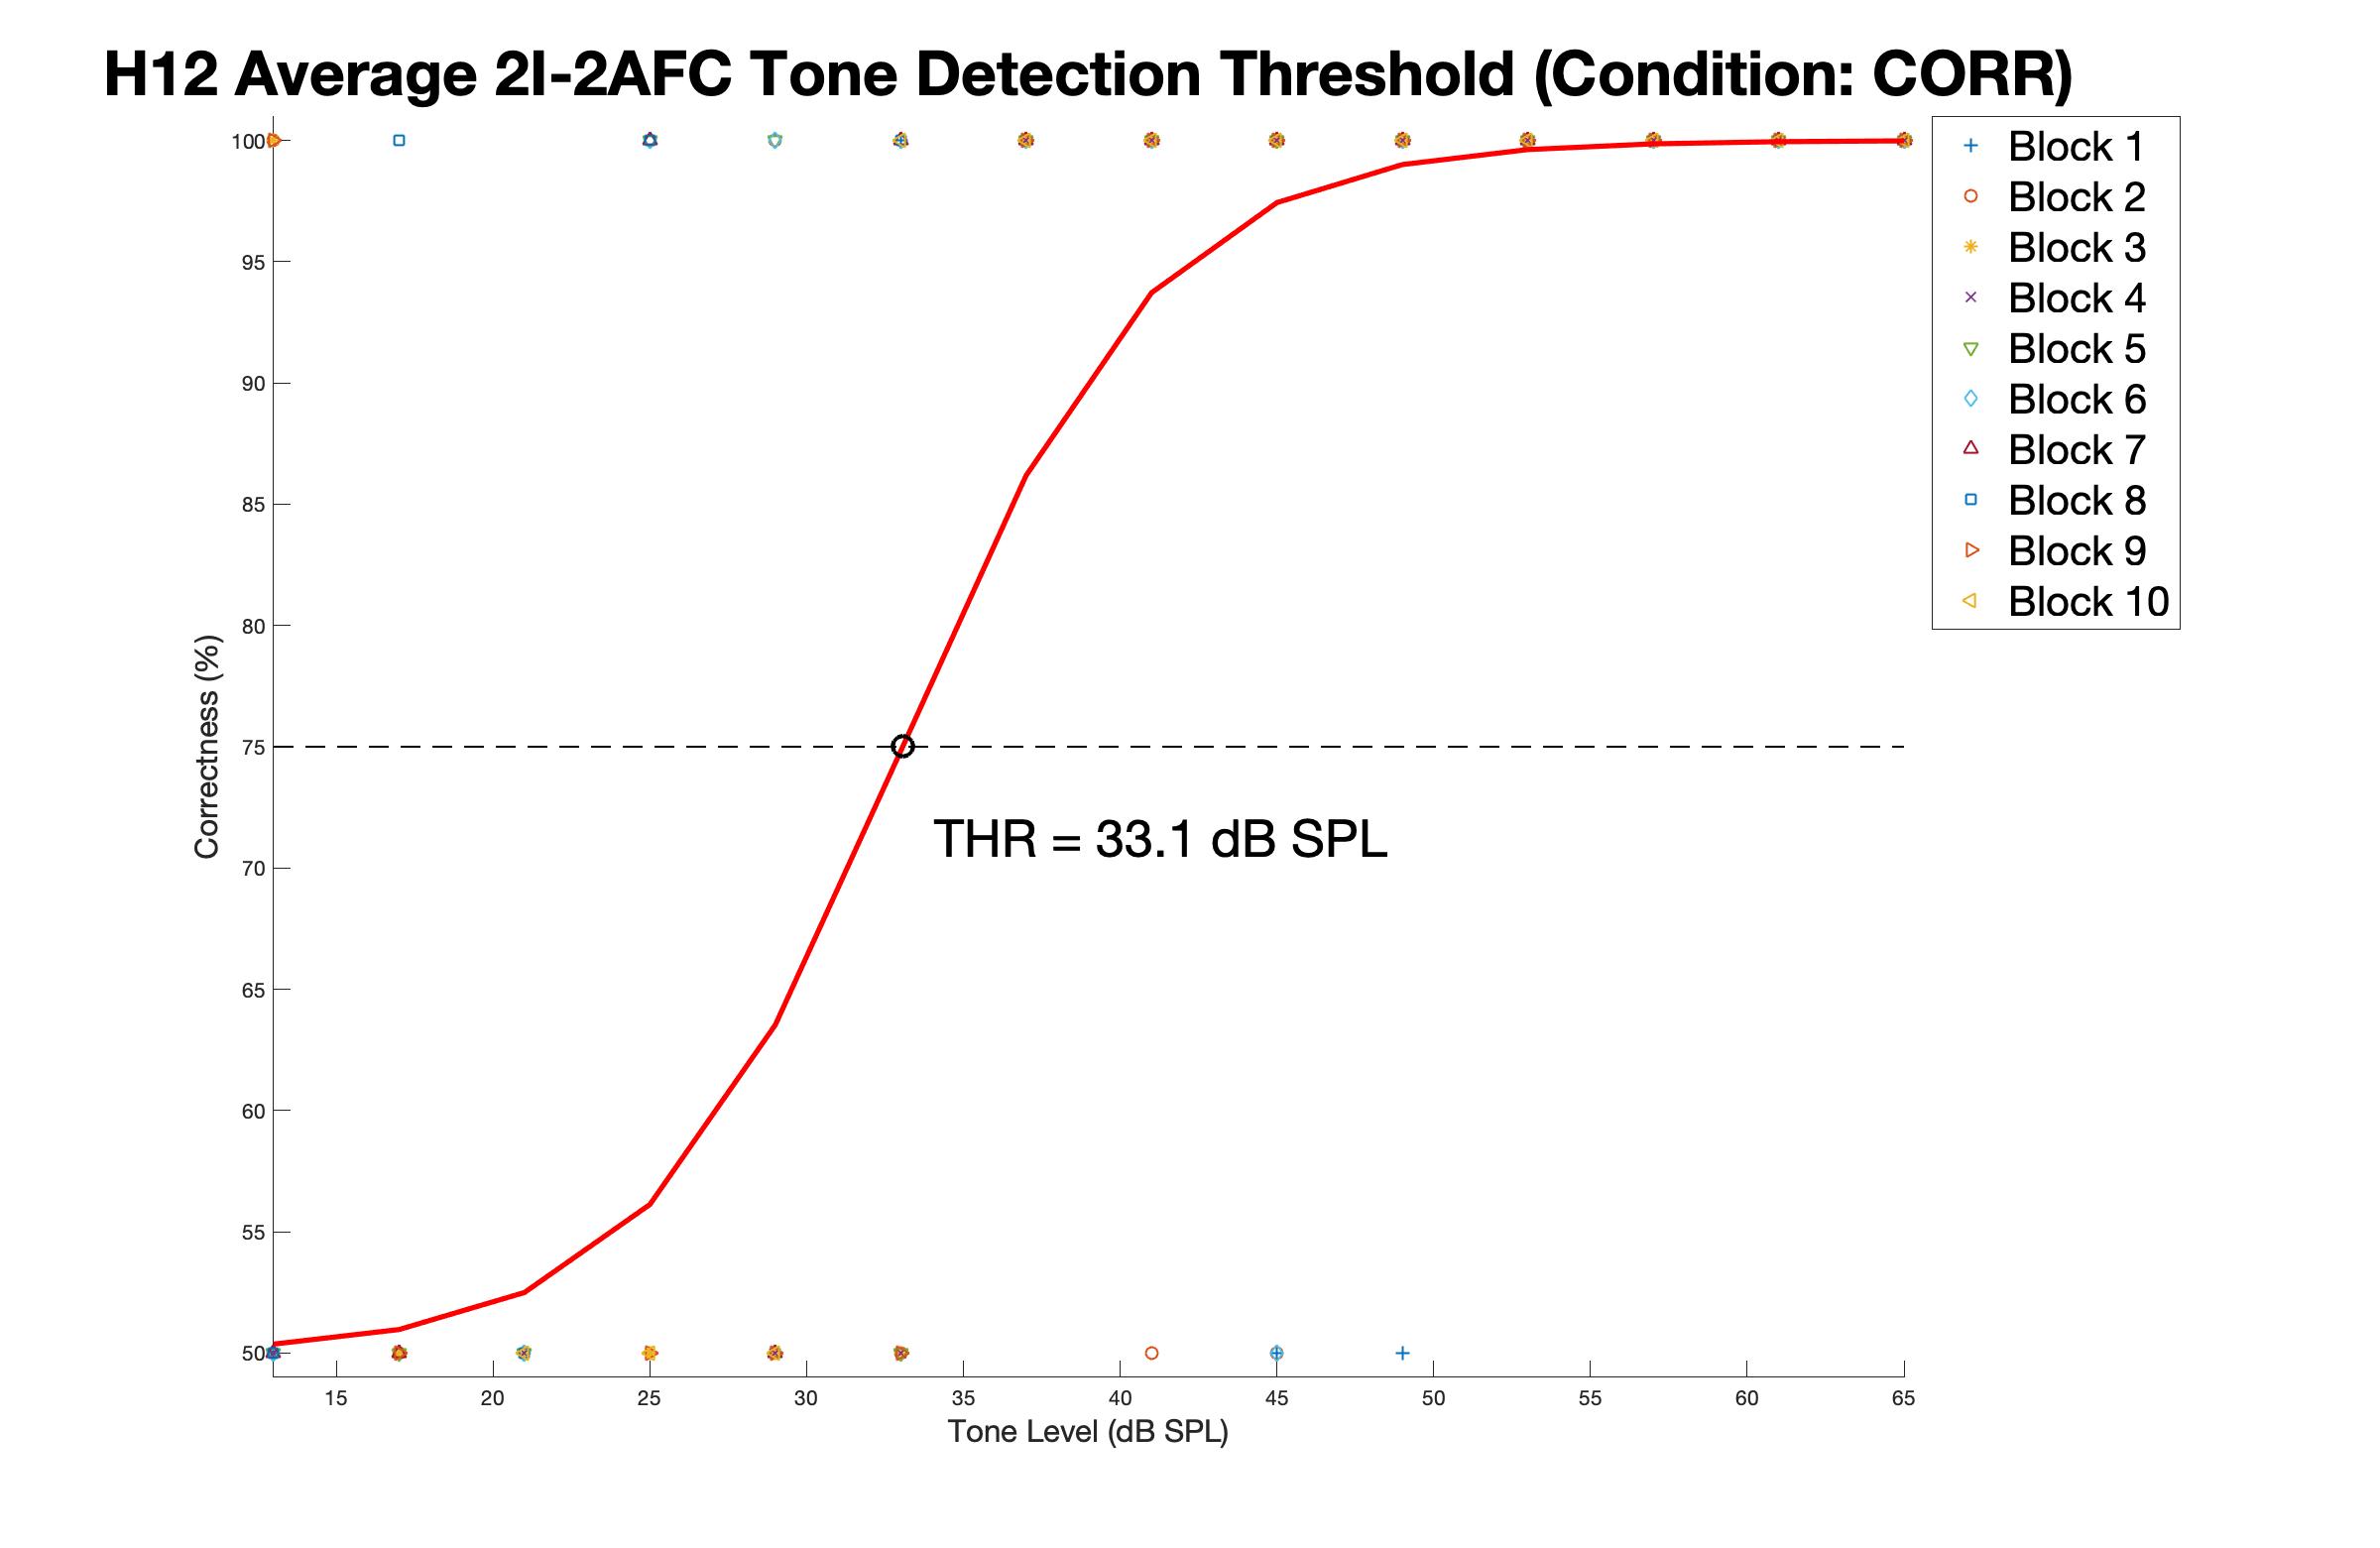 H12 Average 2I-2AFC Tone Detection Threshold (Condition: CORR)
100
95
90
85
80
75
70
65
60
55
50
Correctness (%)
THR = 33.1 dB SPL
15 20 25 30 35 40 45 50 55 60 65
Tone Level (dB SPL)
Block 1
Block 2
Block 3
Block 4
Block 5
Block 6
Block 7
Block 8
Block 9
Block 10